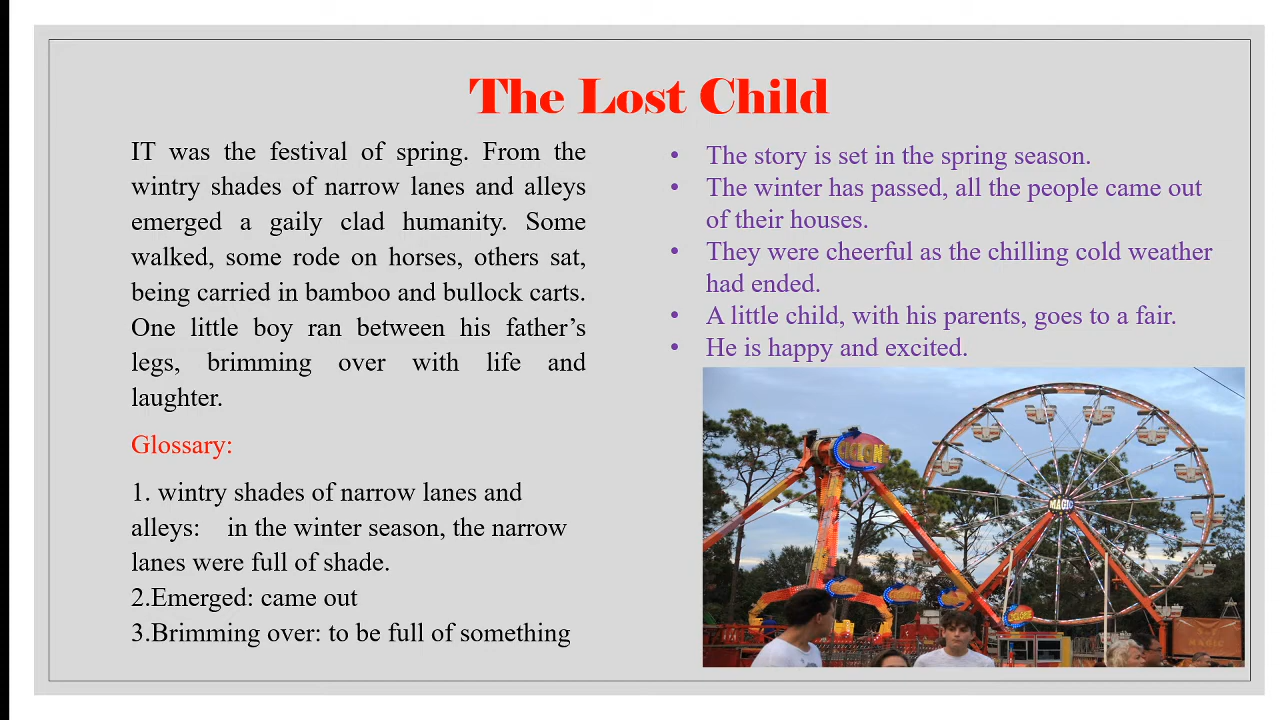 The Lost Child
IT was the festival of spring. From the
wintry shades of narrow lanes and alleys
emerged a gaily clad humanity. Some
walked, some rode on horses, others sat,
being carried in bamboo and bullock carts.
One little boy ran between his father’s
legs, brimming over with life and
laughter.
Glossary:
1. wintry shades of narrow lanes and
alleys: in the winter season, the narrow
lanes were full of shade.
2.Emerged: came out
3.Brimming over: to be full of something
• The story is set in the spring season.
• The winter has passed, all the people came out
of their houses.
• They were cheerful as the chilling cold weather
had ended.
• A little child, with his parents, goes to a fair.
• He is happy and excited.
CYCLONE
MAGIC